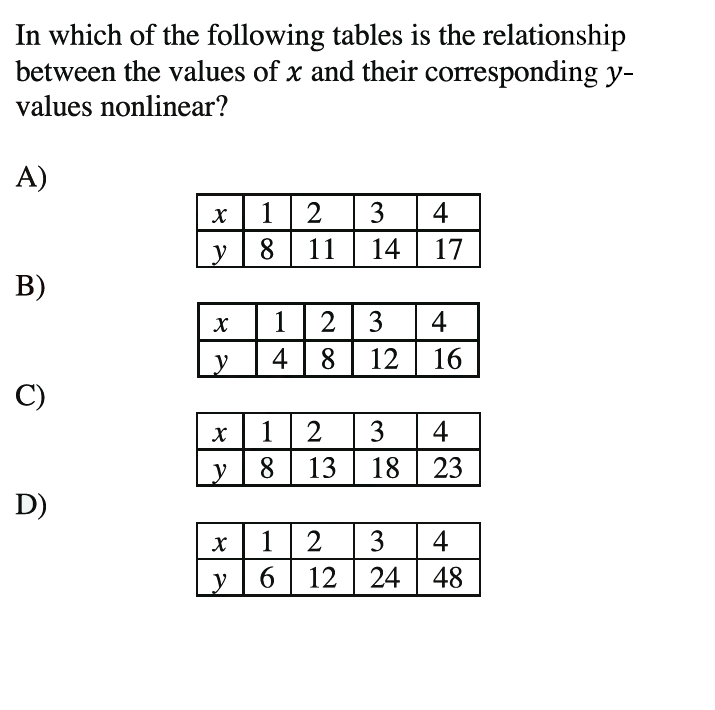 In which of the following tables is the relationship
between the values of x and their corresponding y-
values nonlinear?
A)
x 1 2 3 4
y 8 11 14 17
B)
x 1 2 3 4
y 4 8 12 16
C)
x 1 2 3 4
y 8 13 18 23
D)
x 1 2 3 4
y 6 12 24 48